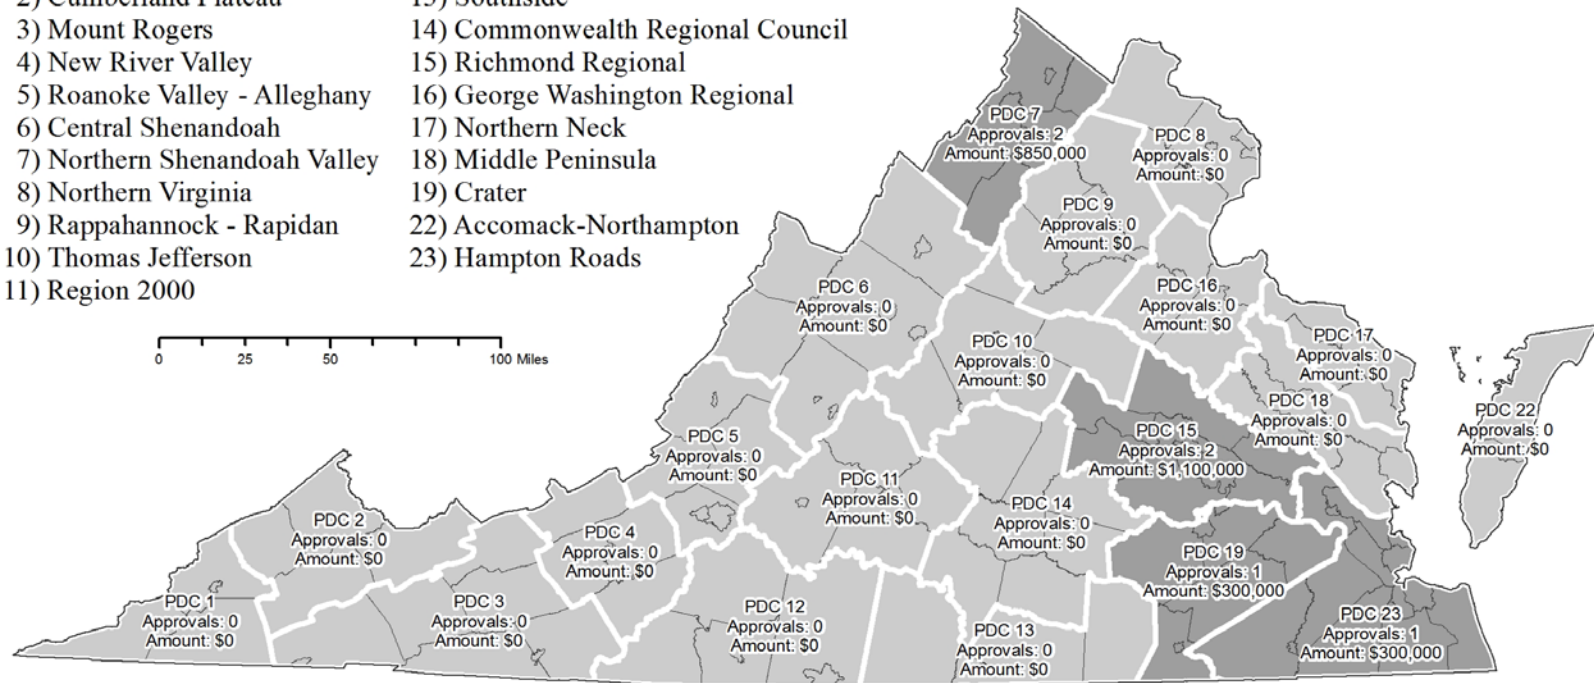 2) Cumberland Plateau
3) Mount Rogers
4) New River Valley
5) Roanoke Valley - Alleghany
6) Central Shenandoah
7) Northern Shenandoah Valley
8) Northern Virginia
9) Rappahannock - Rapidan
10) Thomas Jefferson
11) Region 2000
13) Southside
14) Commonwealth Regional Council
15) Richmond Regional
16) George Washington Regional
17) Northern Neck
18) Middle Peninsula
19) Crater
22) Accomack-Northampton
23) Hampton Roads
0 25 50 100 Miles
PDC 7
Approvals: 2
Amount: $850,000
PDC 8
Approvals: 0
Amount: $0
PDC 9
Approvals: 0
Amount: $0
PDC 6
Approvals: 0
Amount: $0
PDC 16
Approvals: 0
Amount: $0
PDC 10
Approvals: 0
Amount: $0
PDC 17
Approvals: 0
Amount: $0
PDC 18
Approvals: 0
Amount: $0
PDC 22
Approvals: 0
Amount: $0
PDC 5
Approvals: 0
Amount: $0
PDC 15
Approvals: 2
Amount: $1,100,000
PDC 11
Approvals: 0
Amount: $0
PDC 14
Approvals: 0
Amount: $0
PDC 2
Approvals: 0
Amount: $0
PDC 4
Approvals: 0
Amount: $0
PDC 19
Approvals: 1
Amount: $300,000
PDC 1
Approvals: 0
Amount: $0
PDC 3
Approvals: 0
Amount: $0
PDC 12
Approvals: 0
Amount: $0
PDC 13
Approvals: 0
Amount: $0
PDC 23
Approvals: 1
Amount: $300,000